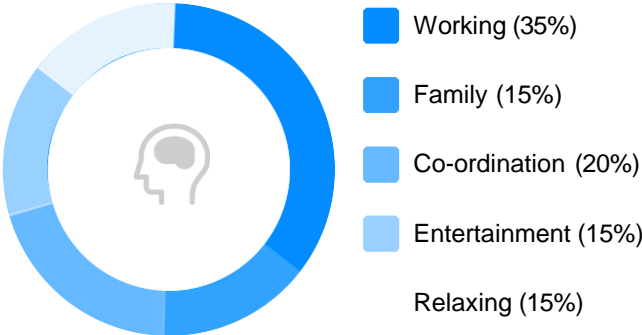 Working (35%)
Family (15%)
Co-ordination (20%)
Entertainment (15%)
Relaxing (15%)